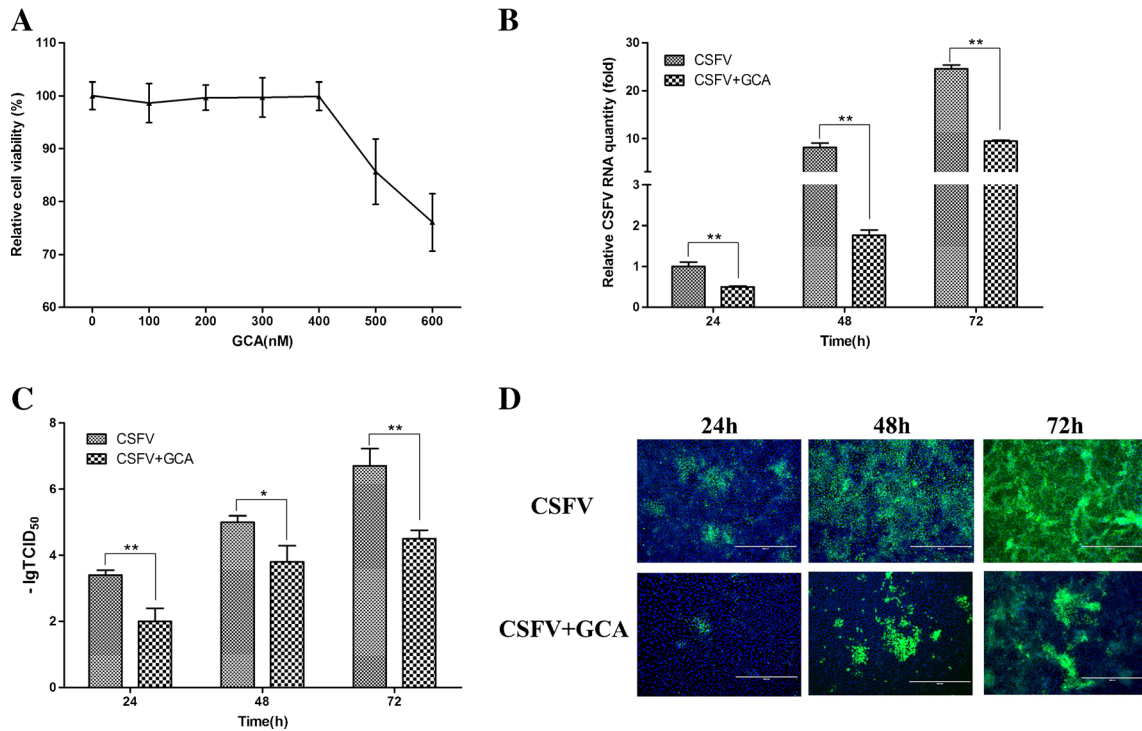 A
Relative cell viability (%)
110
100
90
80
70
60
0 100 200 300 400 500 600
GCA(nM)
B
Relative CSFV RNA quantity (fold)
30
20
10
3
2
1
0
CSFV
CSFV+GCA
**
**
**
24 48 72
Time(h)
C
- lgTCID50
8
6
4
2
0
CSFV
CSFV+GCA
**
*
**
24 48 72
Time(h)
D
24h 48h 72h
CSFV
CSFV+GCA